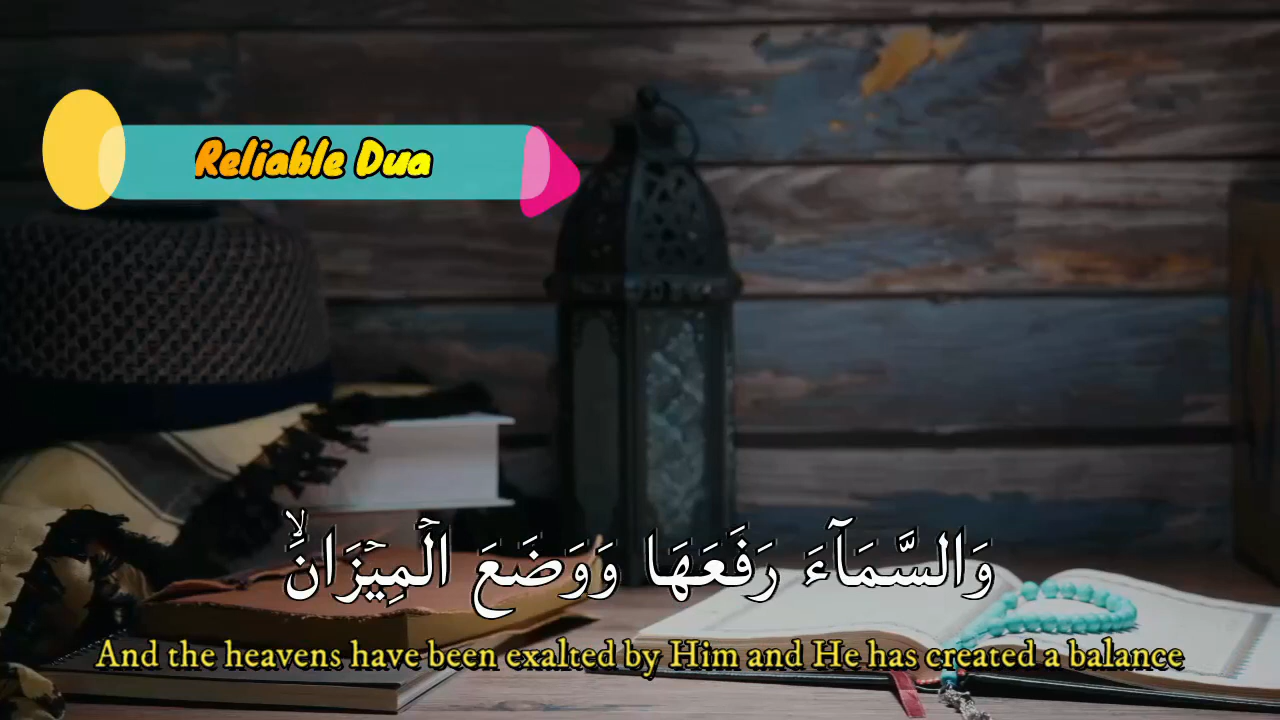 Reliable Dua
وَالسَّمَآءَ رَفَعَهَا وَوَضَعَ الْمِيْزَانَۙ
And the heavens have been exalted by Him and He has created a balance